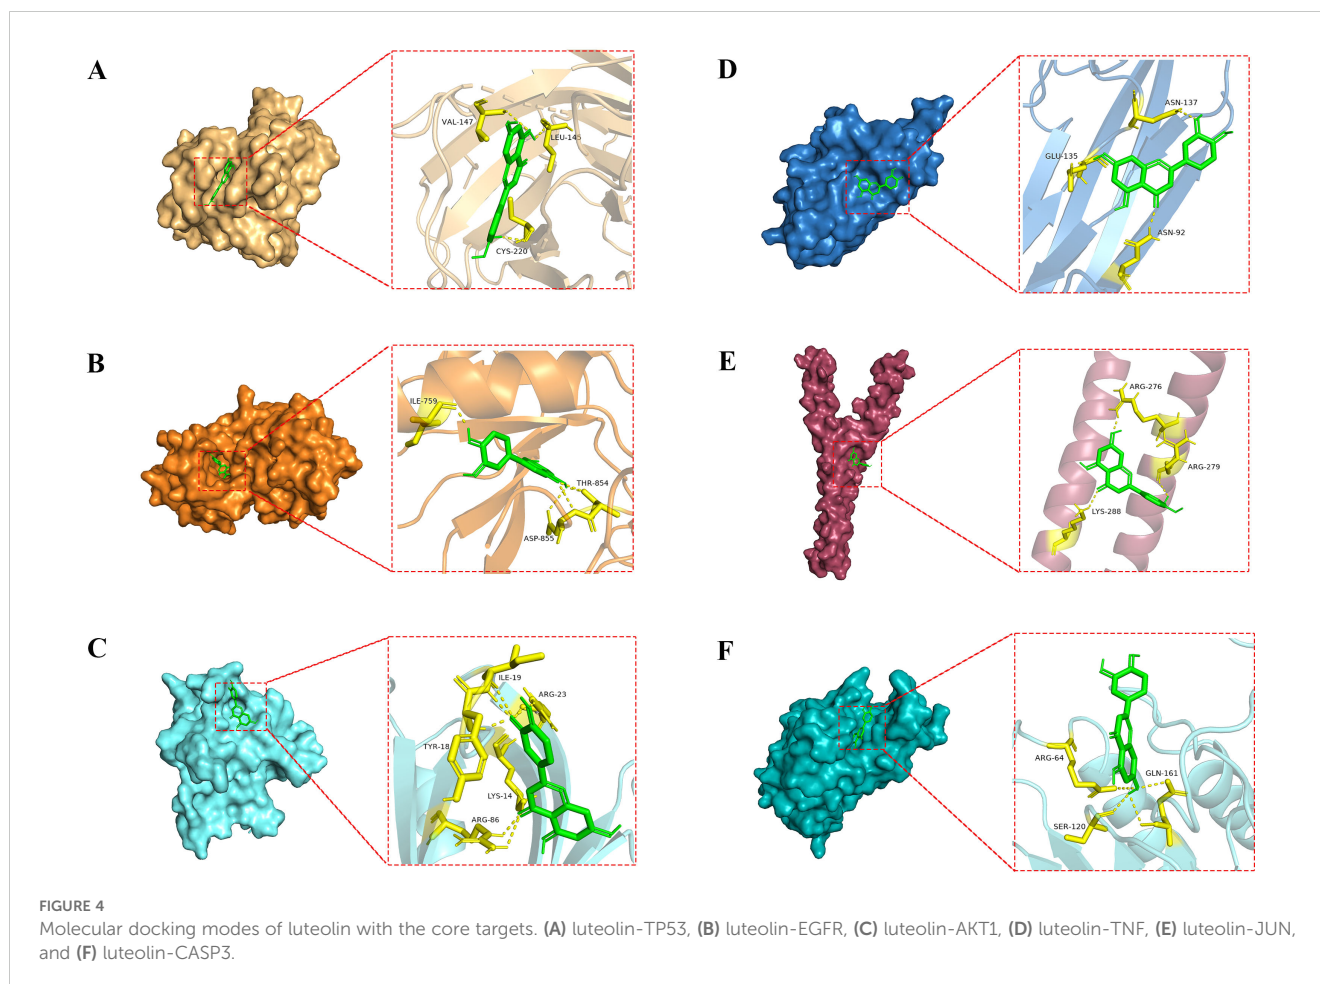 A
VAL-147
LEU-145
CYS-220
D
ASN-137
GLU-135
ASN-92
B
ILE-759
THR-854
ASP-855
E
ARG-276
ARG-279
LYS-288
C
ILE-19
ARG-23
TYR-18
LYS-14
ARG-86
F
ARG-64
GLN-161
SER-120
FIGURE 4
Molecular docking modes of luteolin with the core targets. (A) luteolin-TP53, (B) luteolin-EGFR, (C) luteolin-AKT1, (D) luteolin-TNF, (E) luteolin-JUN,
and (F) luteolin-CASP3.